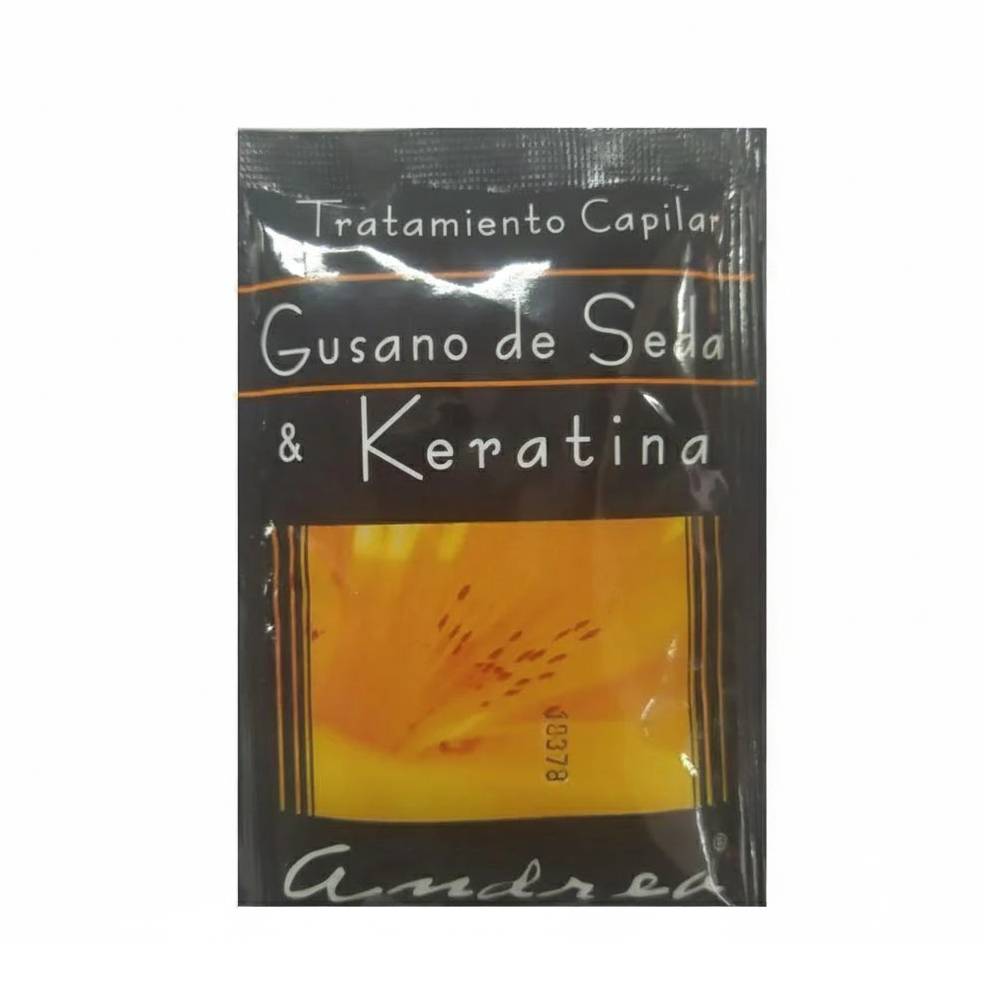 Tratamiento Capilar
Gusano de Seda
& Keratina
18378
andrea®